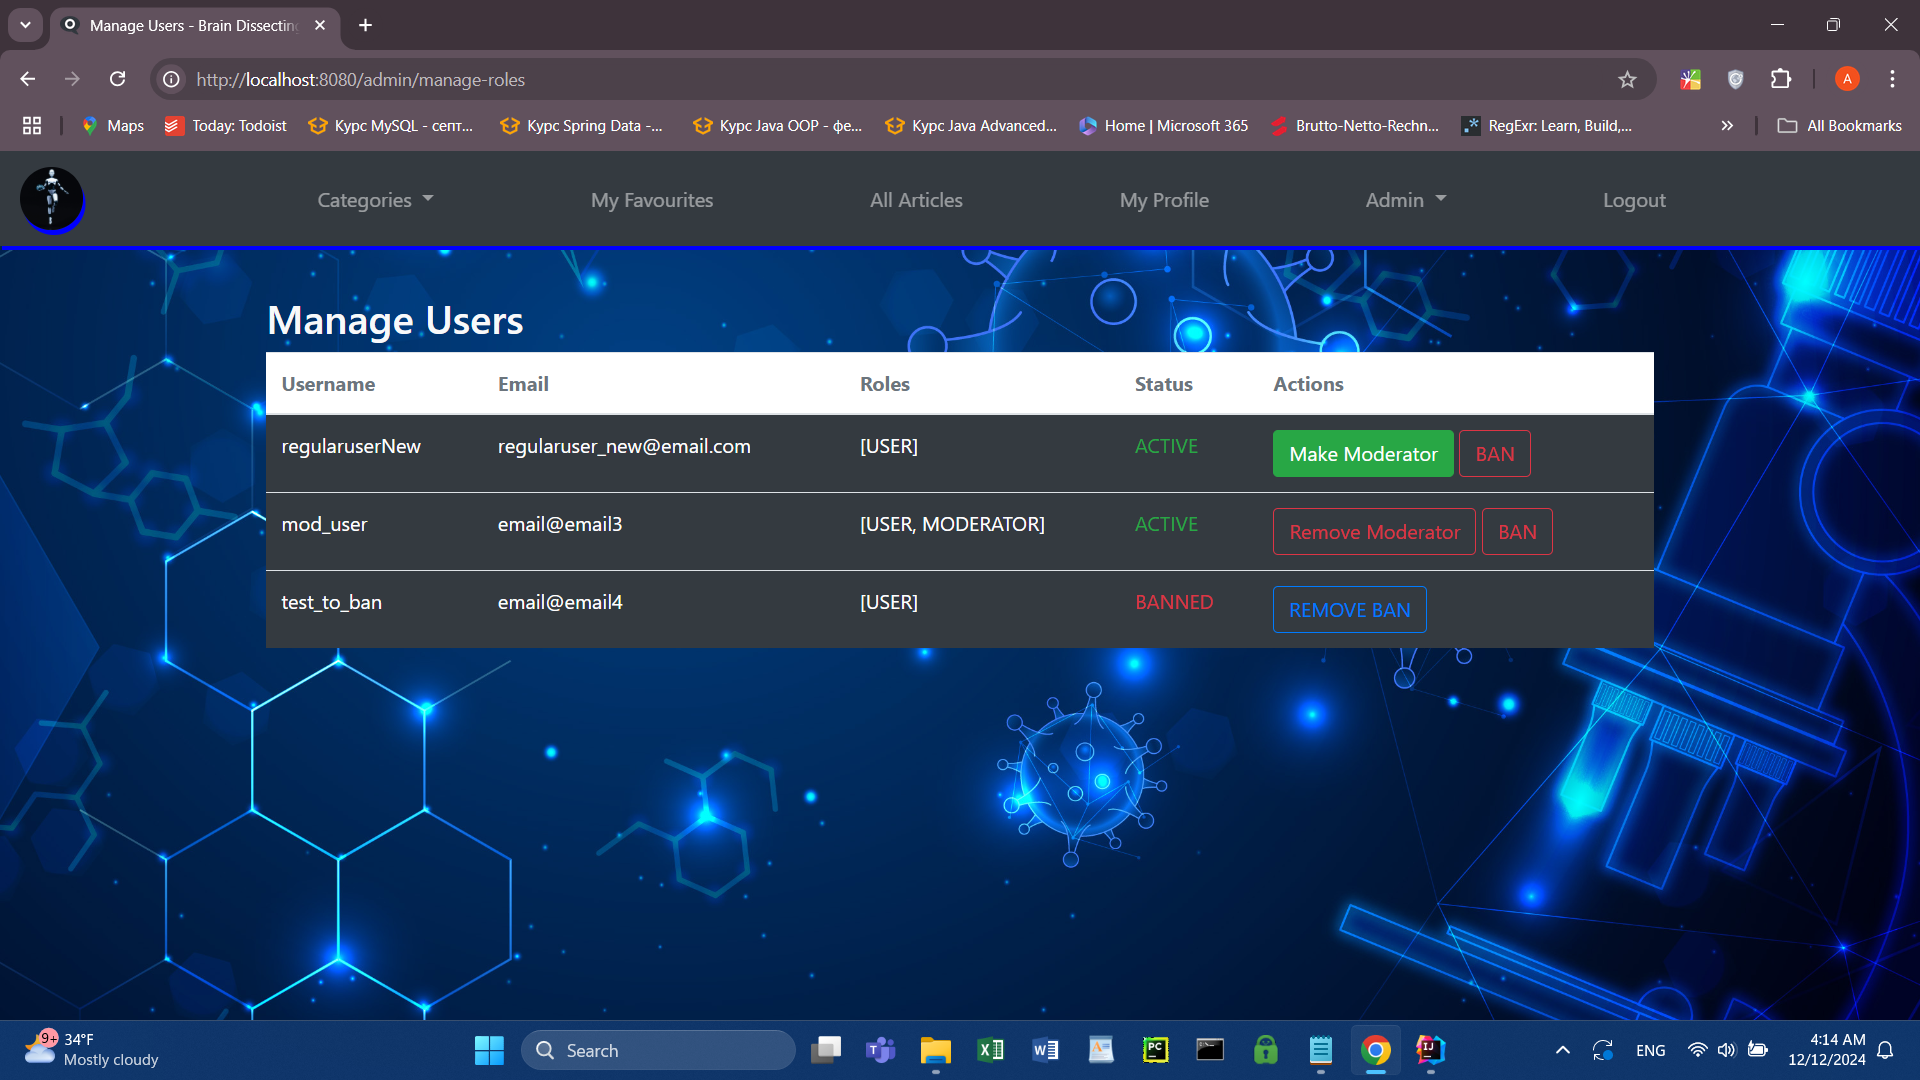 Manage Users - Brain Dissecting
http://localhost:8080/admin/manage-roles
A
Maps
Today: Todoist
Курс MySQL - септ...
Курс Spring Data -...
Курс Java OOP - фе...
Курс Java Advanced...
Home | Microsoft 365
Brutto-Netto-Rechn...
RegExr: Learn, Build,...
All Bookmarks
Categories
My Favourites
All Articles
My Profile
Admin
Logout
Manage Users
Username Email Roles Status Actions
regularuserNew regularuser_new@email.com [USER] ACTIVE Make Moderator BAN
mod_user email@email3 [USER, MODERATOR] ACTIVE Remove Moderator BAN
test_to_ban email@email4 [USER] BANNED REMOVE BAN
9+
34°F
Mostly cloudy
Search
ENG
4:14 AM
12/12/2024